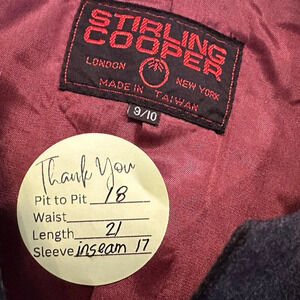 STIRLING
COOPER
LONDON NEW YORK
MADE IN TAIWAN
9/10
Thank You
Pit to Pit 18
Waist
Length 21
Sleeve inseam 17